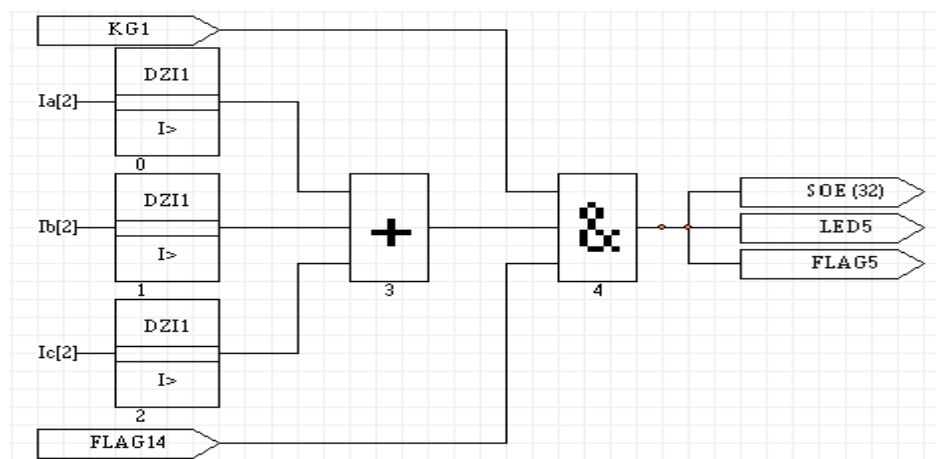 KG1
DZI1
Ia[2]
I>
0
DZI1
Ib[2]
I>
1
DZI1
Ic[2]
I>
2
FLAG14
+
3
&
4
SOE (32)
LED5
FLAG5